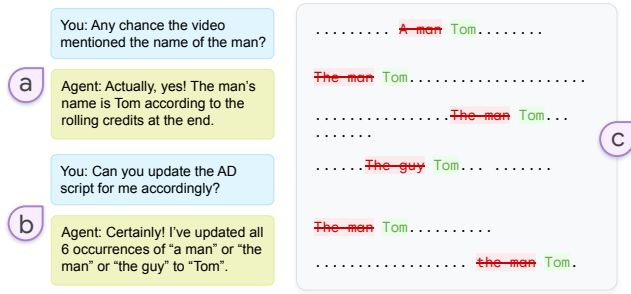 You: Any chance the video
mentioned the name of the man?
a
Agent: Actually, yes! The man's
name is Tom according to the
rolling credits at the end.
You: Can you update the AD
script for me accordingly?
b
Agent: Certainly! I've updated all
6 occurrences of "a man" or "the
man" or "the guy" to "Tom".
......... A man Tom........
The man Tom.....................
................The man Tom...
.......
c
......The guy Tom... .......
The man Tom..........
.................. the man Tom.